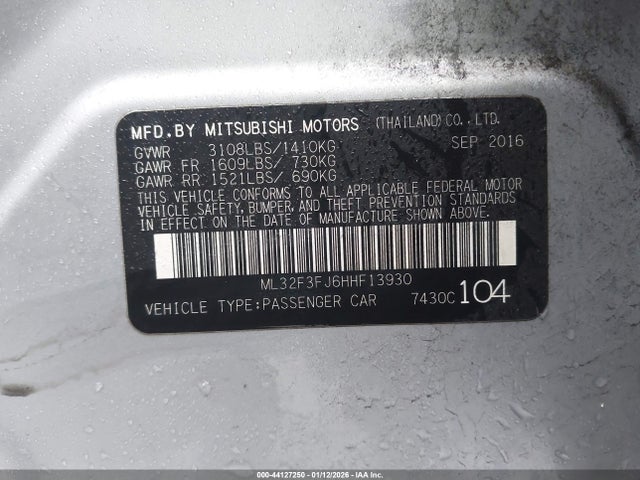 MFD.BY MITSUBISHI MOTORS (THAILAND) CO.,LTD.
GVWR 3108LBS/1410KG SEP 2016
GAWR FR 1609LBS/ 730KG
GAWR RR 1521LBS/ 690KG
THIS VEHICLE CONFORMS TO ALL APPLICABLE FEDERAL MOTOR
VEHICLE SAFETY, BUMPER, AND THEFT PREVENTION STANDARDS
IN EFFECT ON THE DATE OF MANUFACTURE SHOWN ABOVE.
ML32F3FJ6HHF13930
VEHICLE TYPE:PASSENGER CAR 7430C 104
000-44127250 - 01/12/2026 - IAAI.CA